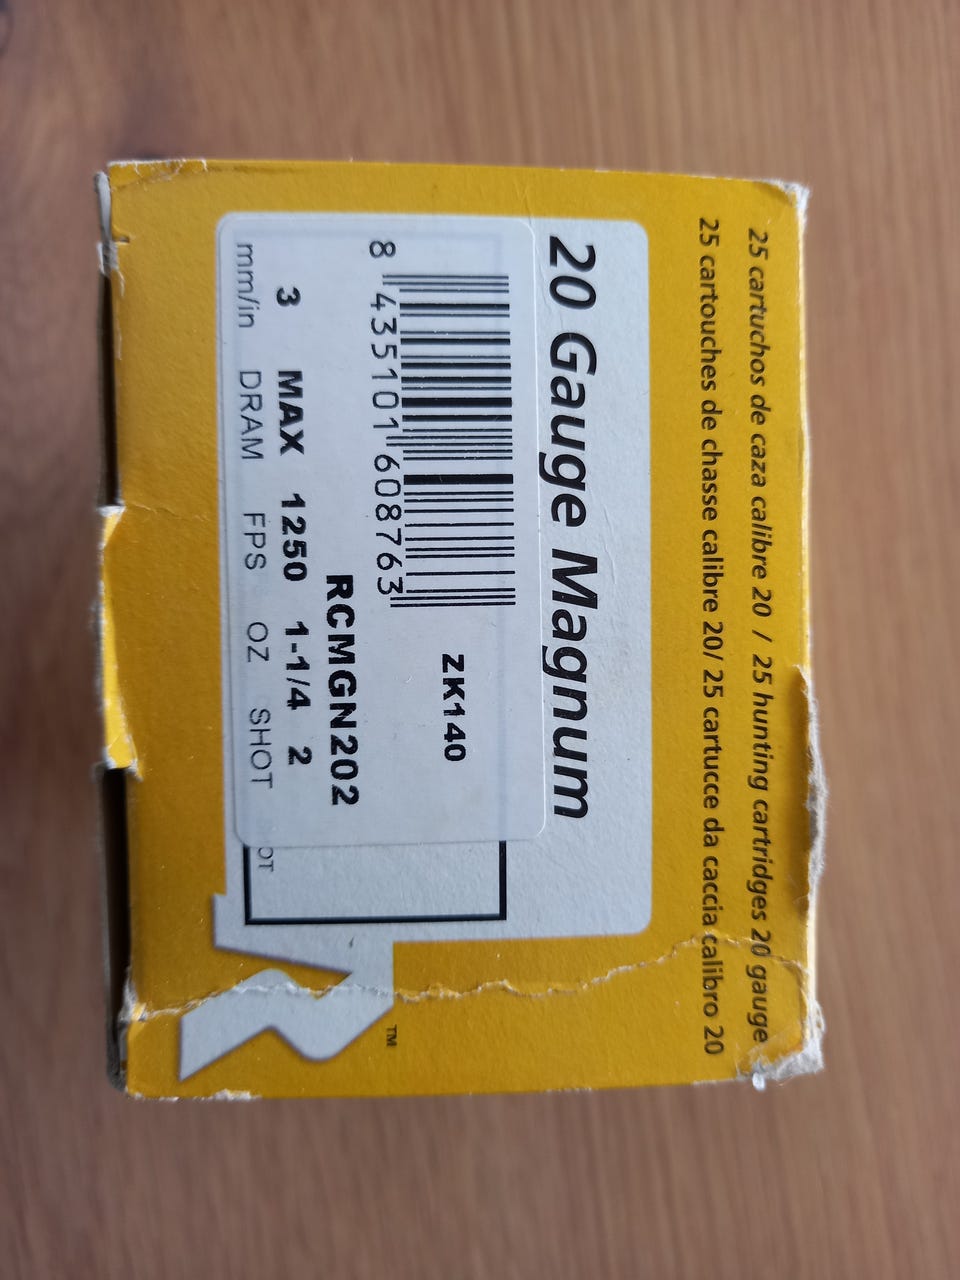 25 cartuchos de caza calibre 20 / 25 hunting cartridges 20 gauge
25 cartouches de chasse calibre 20/ 25 cartucce da caccia calibro 20
20 Gauge Magnum
ZK140
8 435101 608763
RCMGN202
3 MAX 1250 1-1/4 2
mm/in DRAM FPS OZ SHOT
TM